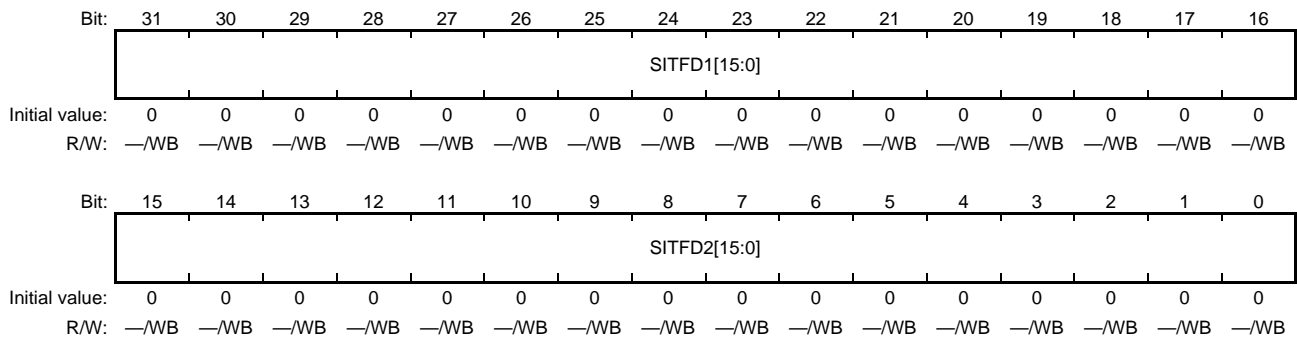 Bit: 31 30 29 28 27 26 25 24 23 22 21 20 19 18 17 16
SITFD1[15:0]
Initial value: 0 0 0 0 0 0 0 0 0 0 0 0 0 0 0 0
R/W: —/WB —/WB —/WB —/WB —/WB —/WB —/WB —/WB —/WB —/WB —/WB —/WB —/WB —/WB —/WB —/WB
Bit: 15 14 13 12 11 10 9 8 7 6 5 4 3 2 1 0
SITFD2[15:0]
Initial value: 0 0 0 0 0 0 0 0 0 0 0 0 0 0 0 0
R/W: —/WB —/WB —/WB —/WB —/WB —/WB —/WB —/WB —/WB —/WB —/WB —/WB —/WB —/WB —/WB —/WB